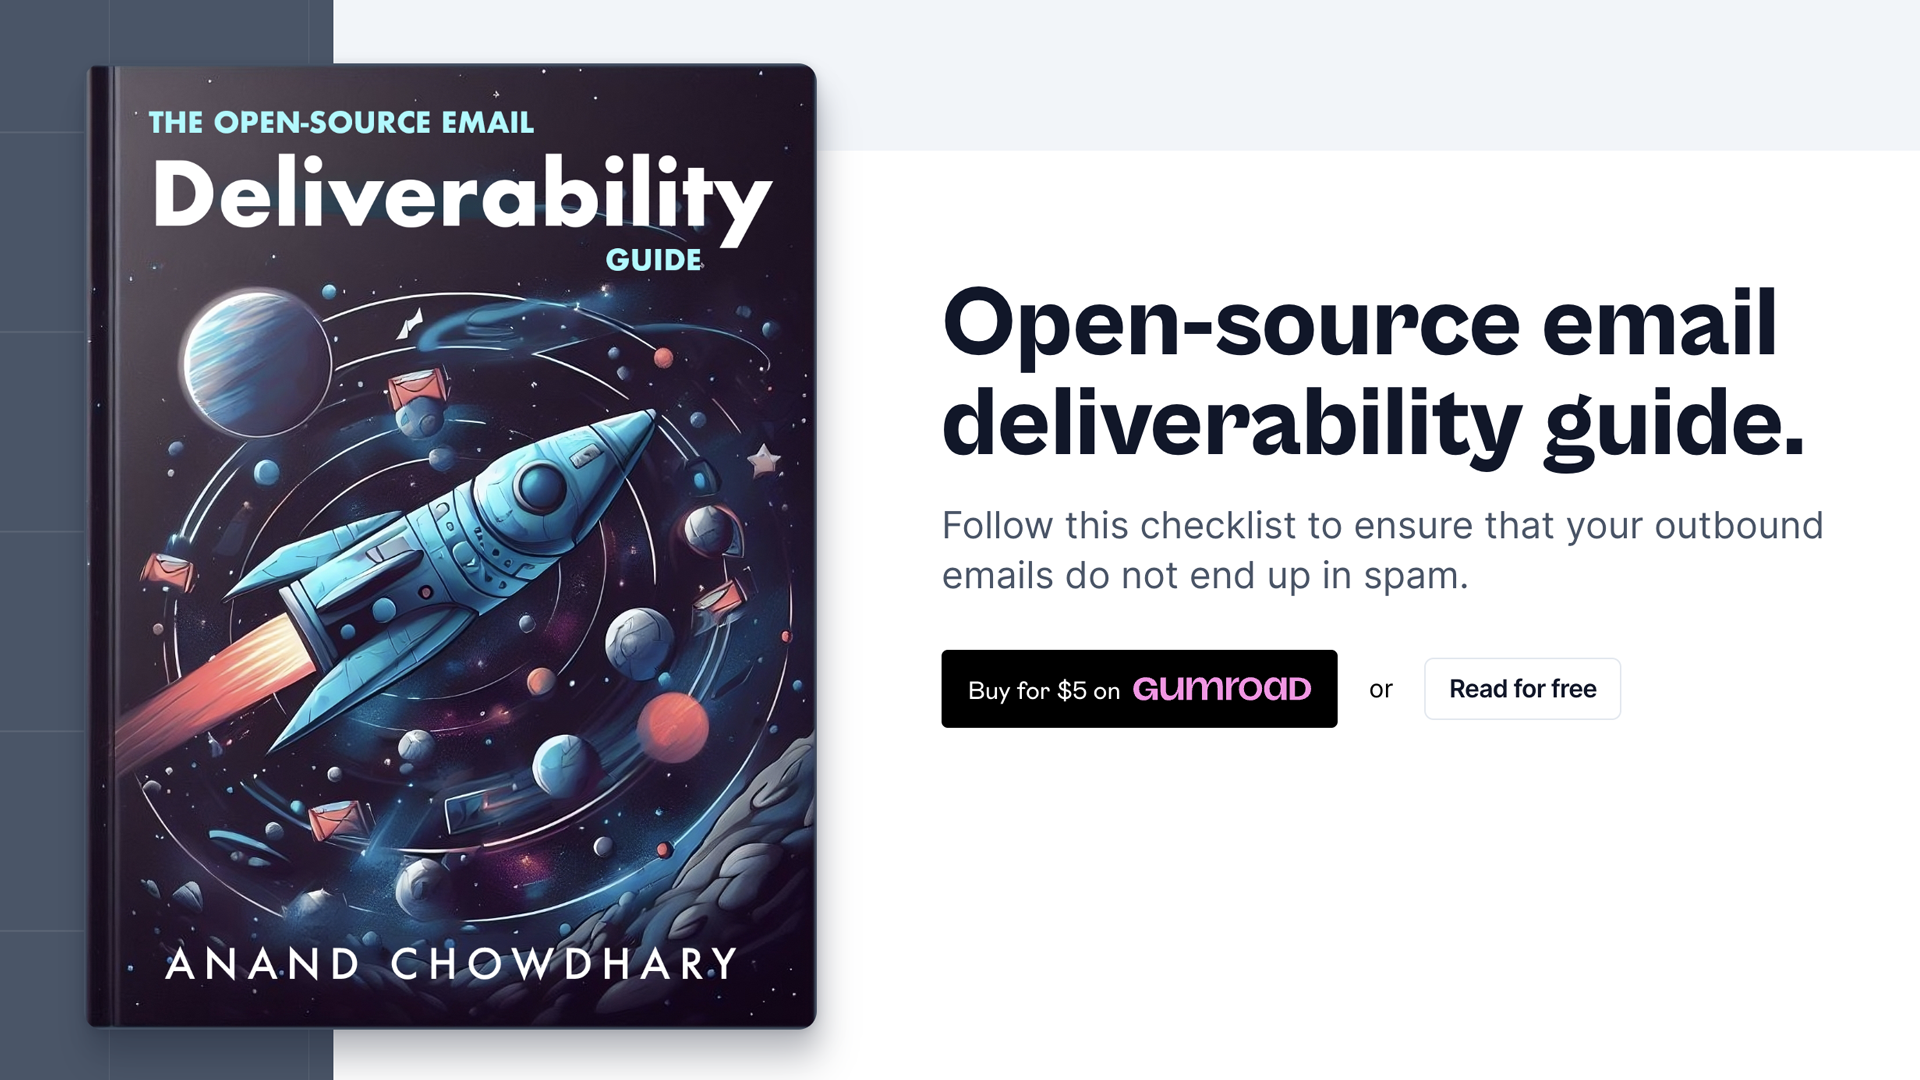 THE OPEN-SOURCE EMAIL
Deliverability
GUIDE
ANAND CHOWDHARY
Open-source email
deliverability guide.
Follow this checklist to ensure that your outbound
emails do not end up in spam.
Buy for $5 on GUMROAD or Read for free